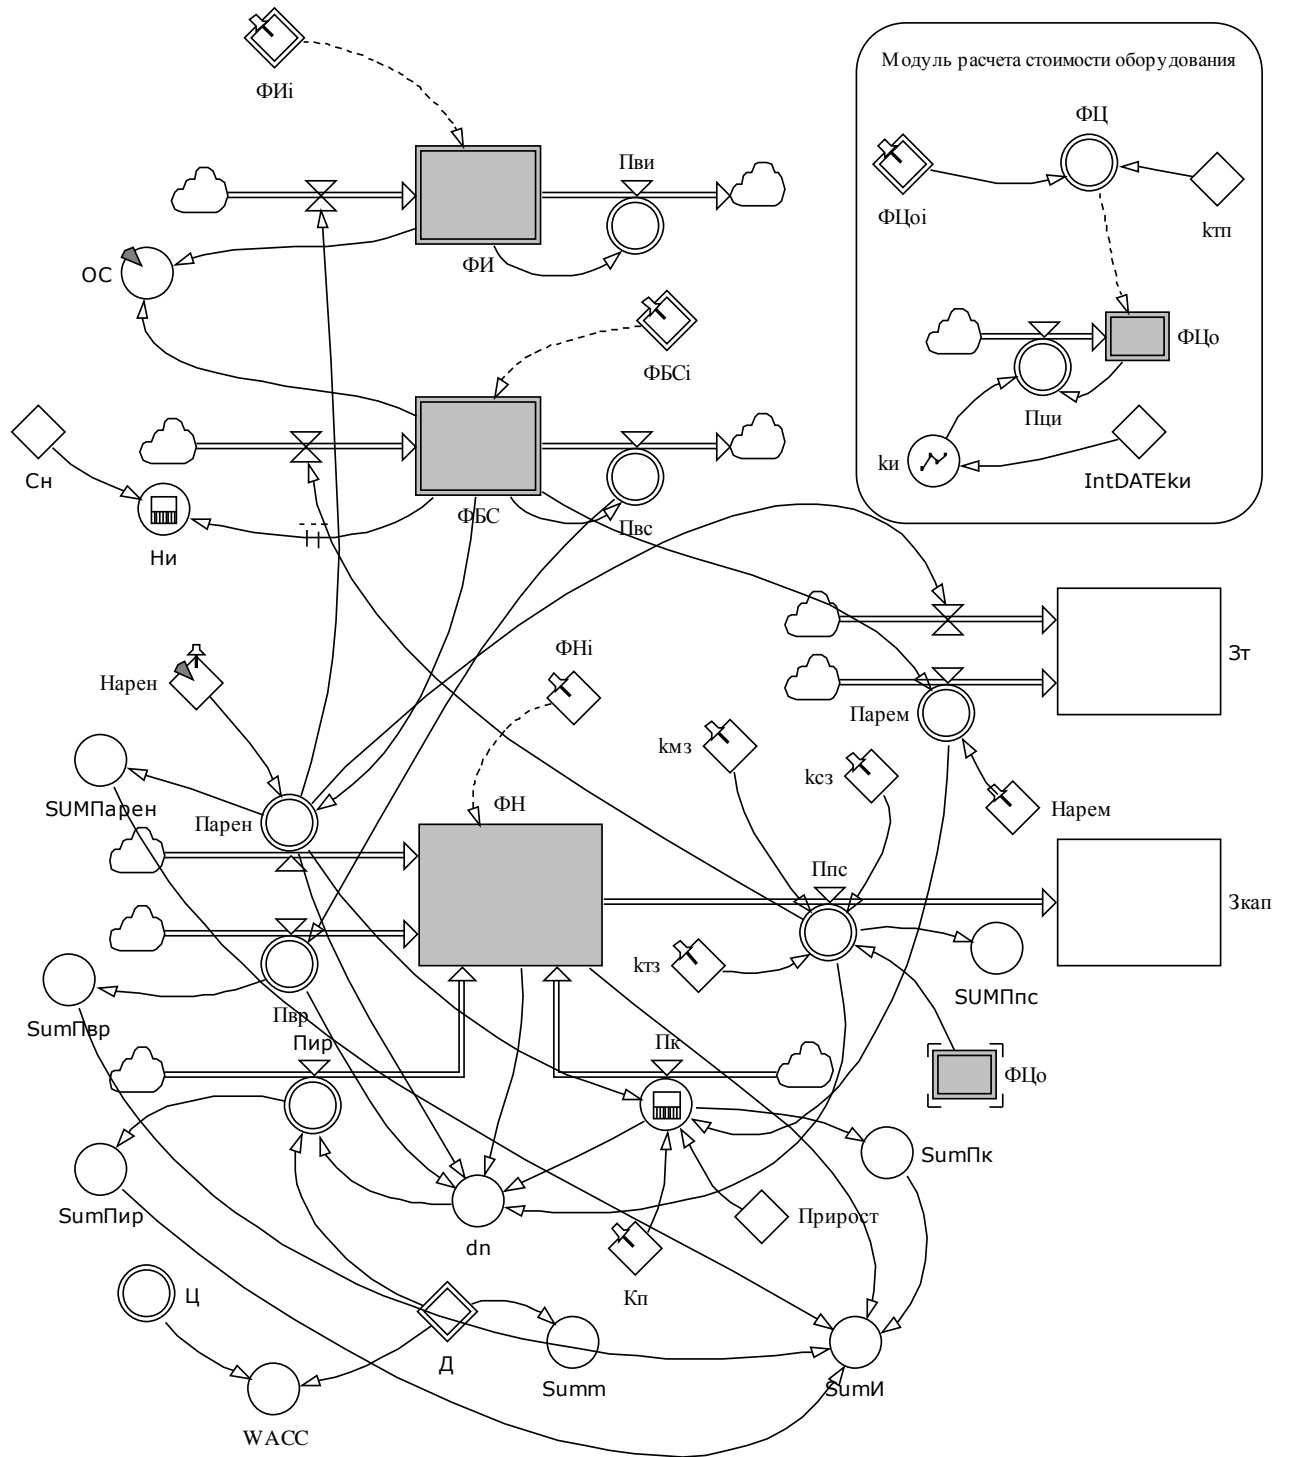 ФИi
Модуль расчета стоимости оборудования
ФЦ
ФЦоi
kтп
Пви
ОС
ФИ
ФБСi
ФЦо
Пци
kи
IntDATEkи
Сн
ФБС
Пвс
Ни
Зт
ФНi
Нарен
Парем
kмз
kсз
SUMПарен
Парен
ФН
Нарем
Ппс
Зкап
kтз
SUMПпс
SumПвр
Пвр
Пир
Пк
ФЦо
SumПк
SumПир
Прирост
dn
Кп
Ц
Д
Summ
SumИ
WACC